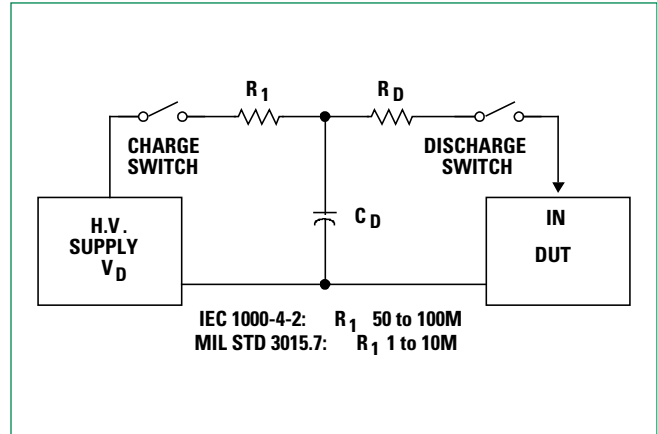 R1
RD
CHARGE
SWITCH
DISCHARGE
SWITCH
CD
H.V.
SUPPLY
VD
IN
DUT
IEC 1000-4-2: R1 50 to 100M
MIL STD 3015.7: R1 1 to 10M